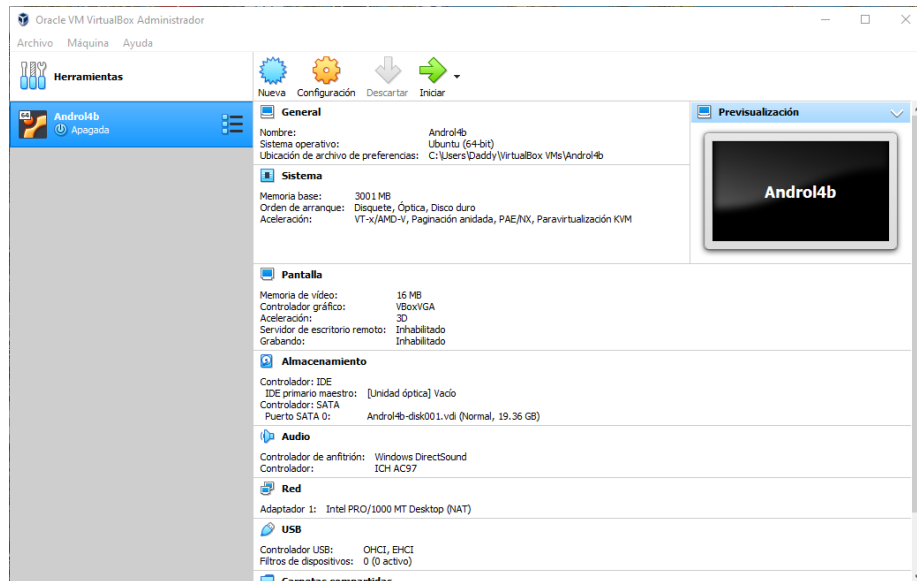 Oracle VM VirtualBox Administrador
Archivo Máquina Ayuda
Herramientas
Nueva Configuración Descartar Iniciar
64
Androl4b
Apagada
General
Nombre: Androl4b
Sistema operativo: Ubuntu (64-bit)
Ubicación de archivo de preferencias: C:\Users\Daddy\VirtualBox VMs\Androl4b
Sistema
Memoria base: 3001 MB
Orden de arranque: Disquete, Óptica, Disco duro
Aceleración: VT-x/AMD-V, Paginación anidada, PAE/NX, Paravirtualización KVM
Previsualización
Androl4b
Pantalla
Memoria de vídeo: 16 MB
Controlador gráfico: VBoxVGA
Aceleración: 3D
Servidor de escritorio remoto: Inhabilitado
Grabando: Inhabilitado
Almacenamiento
Controlador: IDE
IDE primario maestro: [Unidad óptica] Vacío
Controlador: SATA
Puerto SATA 0: Androl4b-disk001.vdi (Normal, 19.36 GB)
Audio
Controlador de anfitrión: Windows DirectSound
Controlador: ICH AC97
Red
Adaptador 1: Intel PRO/1000 MT Desktop (NAT)
USB
Controlador USB: OHCI, EHCI
Filtros de dispositivos: 0 (0 activo)
Carpetas compartidas